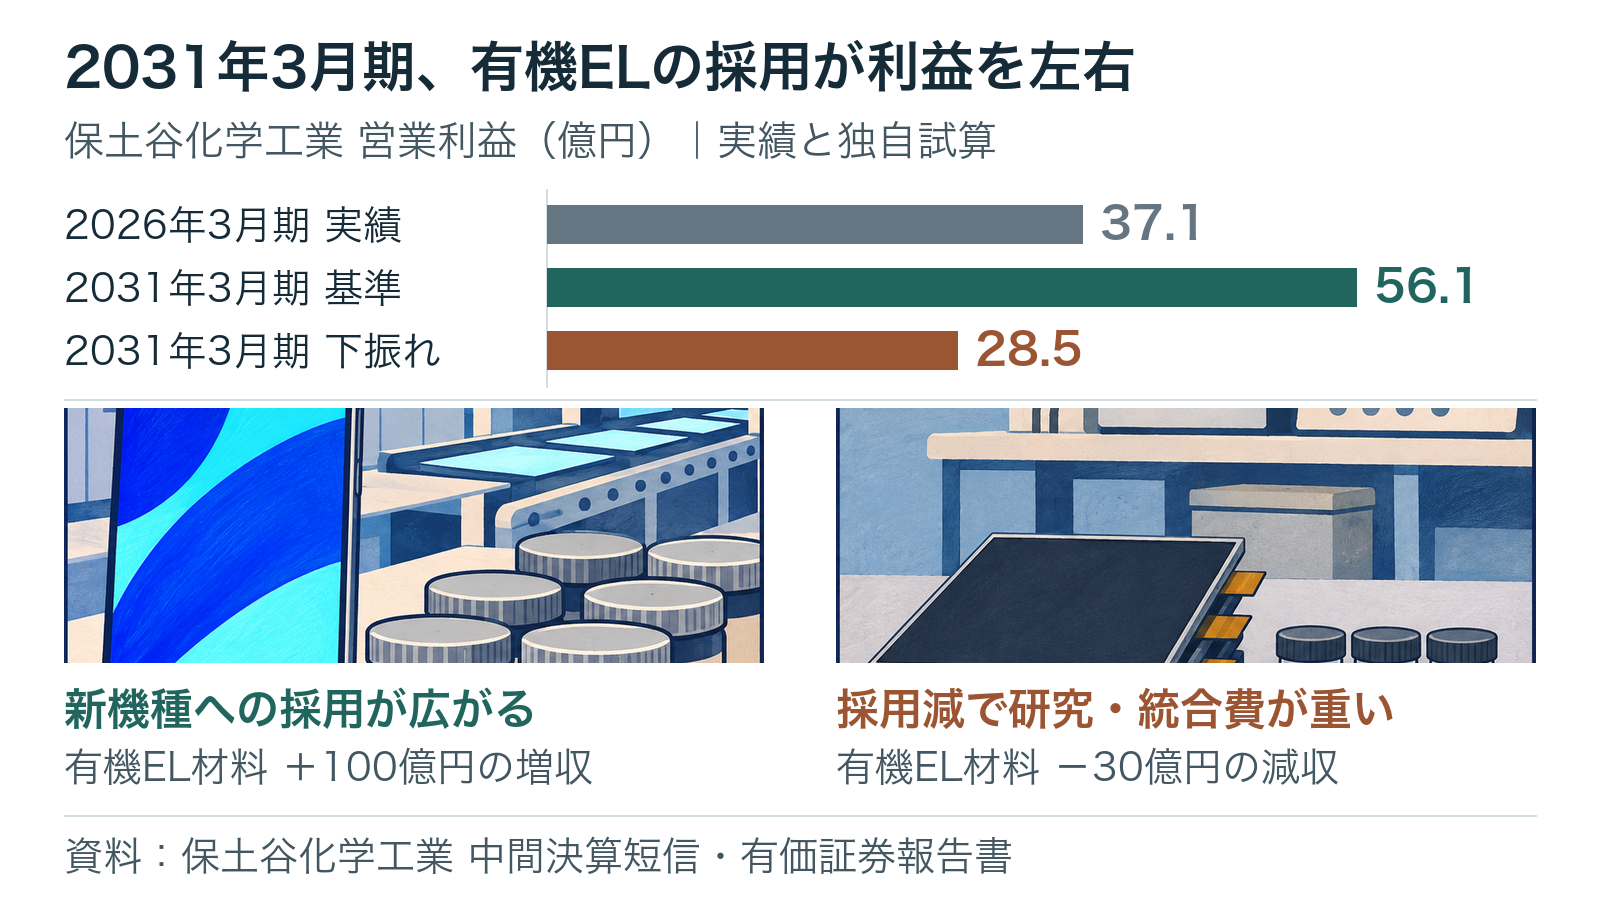 2031年3月期、有機ELの採用が利益を左右
保土谷化学工業 営業利益（億円）｜実績と独自試算
2026年3月期 実績 37.1
2031年3月期 基準 56.1
2031年3月期 下振れ 28.5
新機種への採用が広がる
有機EL材料 ＋100億円の増収
採用減で研究・統合費が重い
有機EL材料 －30億円の減収
資料：保土谷化学工業 中間決算短信・有価証券報告書